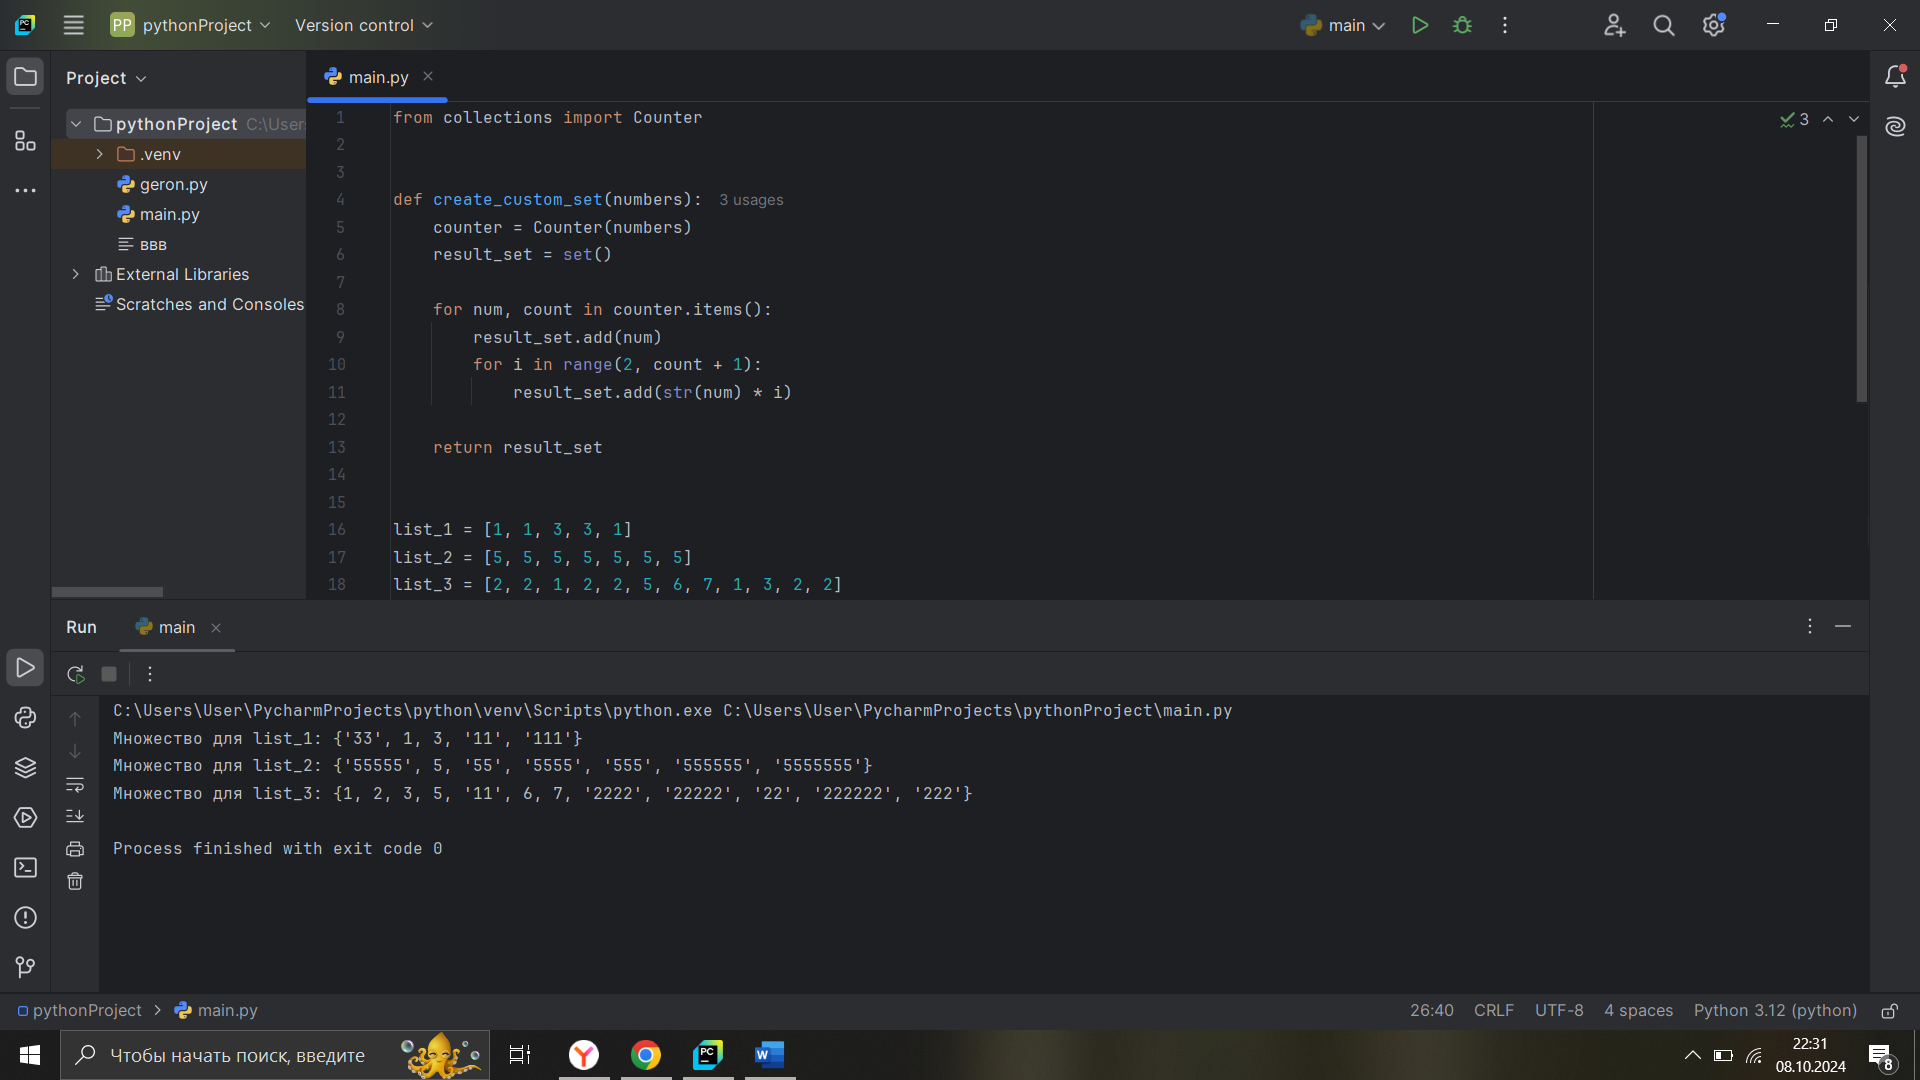 PP pythonProject Version control main
Project
main.py
pythonProject C:\User
.venv
geron.py
main.py
ввв
External Libraries
Scratches and Consoles
3
1 from collections import Counter
2
3
4 def create_custom_set(numbers): 3 usages
5 counter = Counter(numbers)
6 result_set = set()
7
8 for num, count in counter.items():
9 result_set.add(num)
10 for i in range(2, count + 1):
11 result_set.add(str(num) * i)
12
13 return result_set
14
15
16 list_1 = [1, 1, 3, 3, 1]
17 list_2 = [5, 5, 5, 5, 5, 5, 5]
18 list_3 = [2, 2, 1, 2, 2, 5, 6, 7, 1, 3, 2, 2]
Run main
C:\Users\User\PycharmProjects\python\venv\Scripts\python.exe C:\Users\User\PycharmProjects\pythonProject\main.py
Множество для list_1: {'33', 1, 3, '11', '111'}
Множество для list_2: {'55555', 5, '55', '5555', '555', '555555', '5555555'}
Множество для list_3: {1, 2, 3, 5, '11', 6, 7, '2222', '22222', '22', '222222', '222'}
Process finished with exit code 0
pythonProject main.py
26:40 CRLF UTF-8 4 spaces Python 3.12 (python)
Чтобы начать поиск, введите
22:31
08.10.2024
8